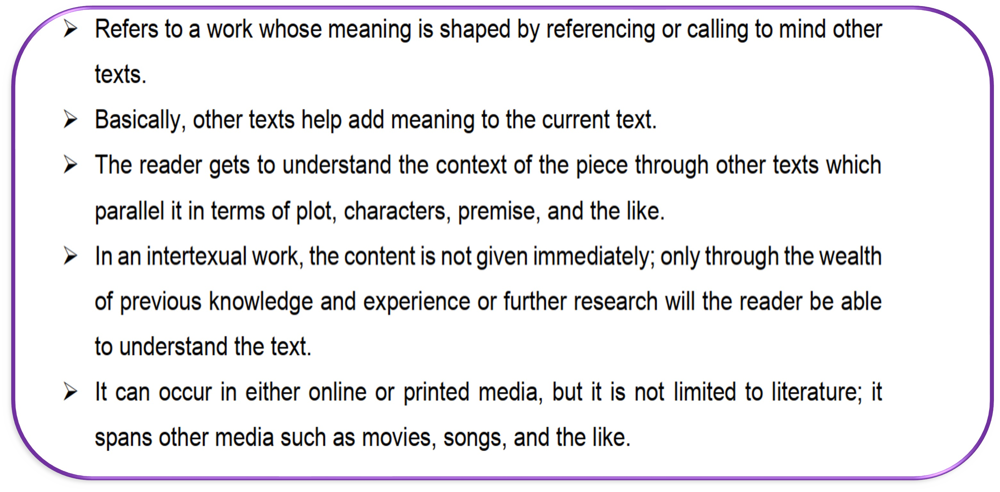 ➢ Refers to a work whose meaning is shaped by referencing or calling to mind other
texts.
➢ Basically, other texts help add meaning to the current text.
➢ The reader gets to understand the context of the piece through other texts which
parallel it in terms of plot, characters, premise, and the like.
➢ In an intertexual work, the content is not given immediately; only through the wealth
of previous knowledge and experience or further research will the reader be able
to understand the text.
➢ It can occur in either online or printed media, but it is not limited to literature; it
spans other media such as movies, songs, and the like.